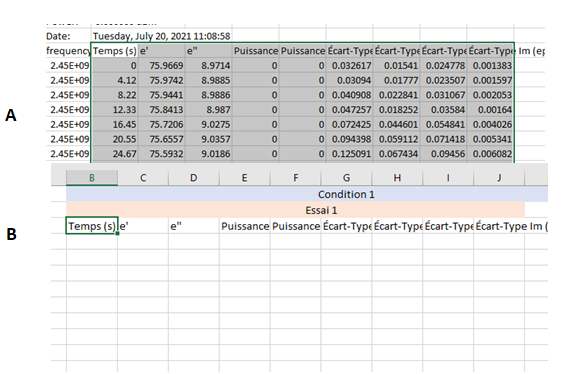 Date: Tuesday, July 20, 2021 11:08:58
frequency Temps (s) e' e" Puissance Puissance Écart-Type Écart-Type Écart-Type Écart-Type Im (ep
2.45E+09 0 75.9669 8.9714 0 0 0.032617 0.01541 0.024778 0.001383
2.45E+09 4.12 75.9742 8.9885 0 0 0.03094 0.01777 0.023507 0.001597
A
2.45E+09 8.22 75.9441 8.9886 0 0 0.040908 0.022841 0.031067 0.002053
2.45E+09 12.33 75.8413 8.987 0 0 0.047257 0.018252 0.03584 0.00164
2.45E+09 16.45 75.7206 9.0275 0 0 0.072425 0.044601 0.054841 0.004026
2.45E+09 20.55 75.6557 9.0357 0 0 0.094398 0.059112 0.071418 0.005341
2.45E+09 24.67 75.5932 9.0186 0 0 0.125091 0.067434 0.09456 0.006082
B C D E F G H I J
Condition 1
Essai 1
B
Temps (s) e' e" Puissance Puissance Écart-Type Écart-Type Écart-Type Écart-Type Im (